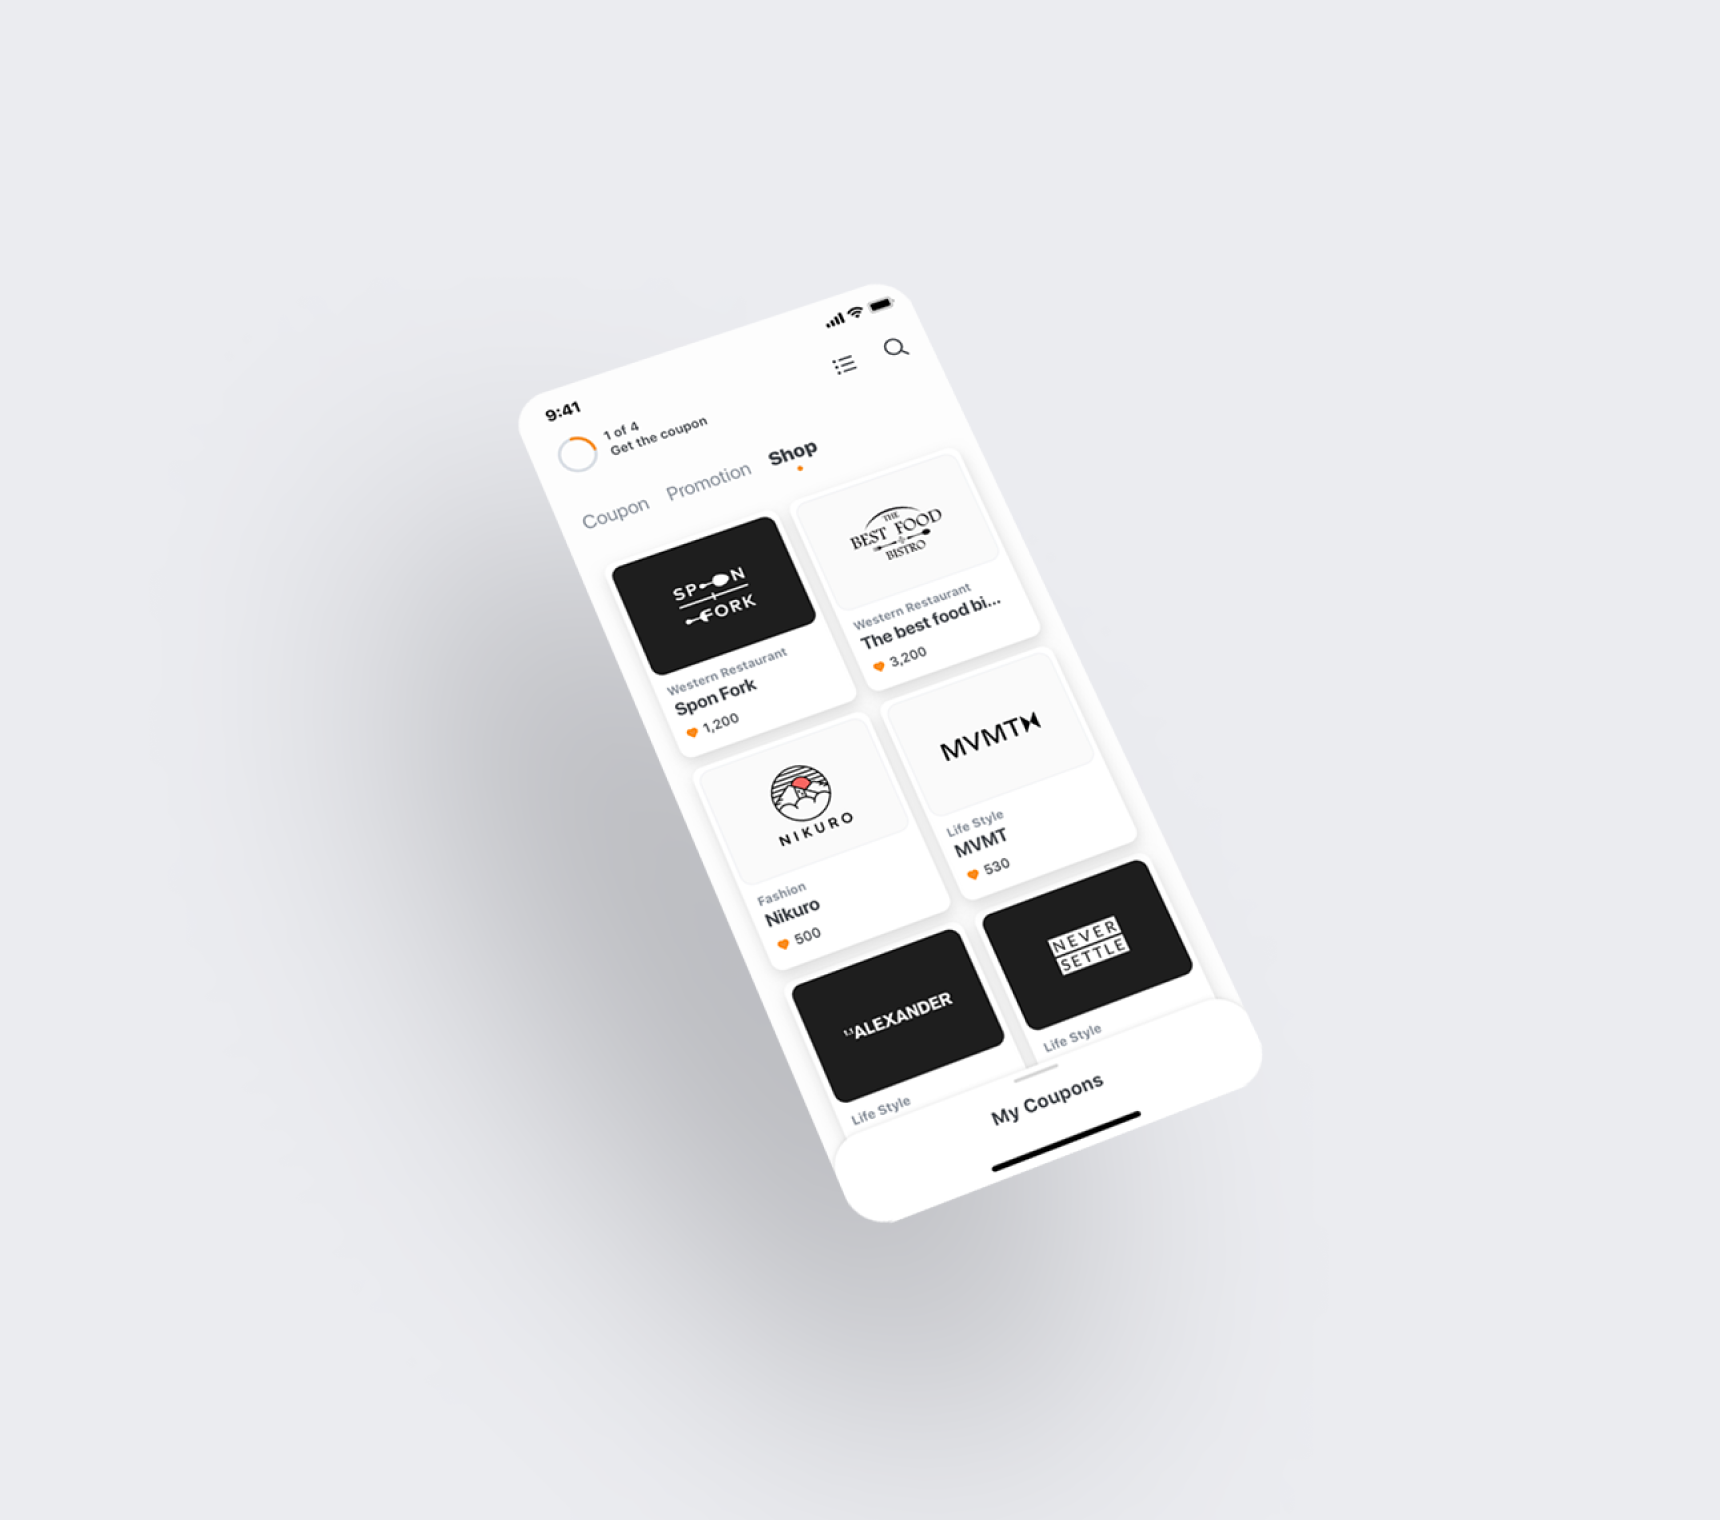 9:41
1 of 4
Get the coupon
Coupon
Promotion
Shop
SPON
FORK
Western Restaurant
Spon Fork
1,200
THE
BEST FOOD
BISTRO
Western Restaurant
The best food bi...
3,200
NIKURO
Fashion
Nikuro
500
MVMT
Life Style
MVMT
530
ALEXANDER
Life Style
NEVER
SETTLE
Life Style
My Coupons